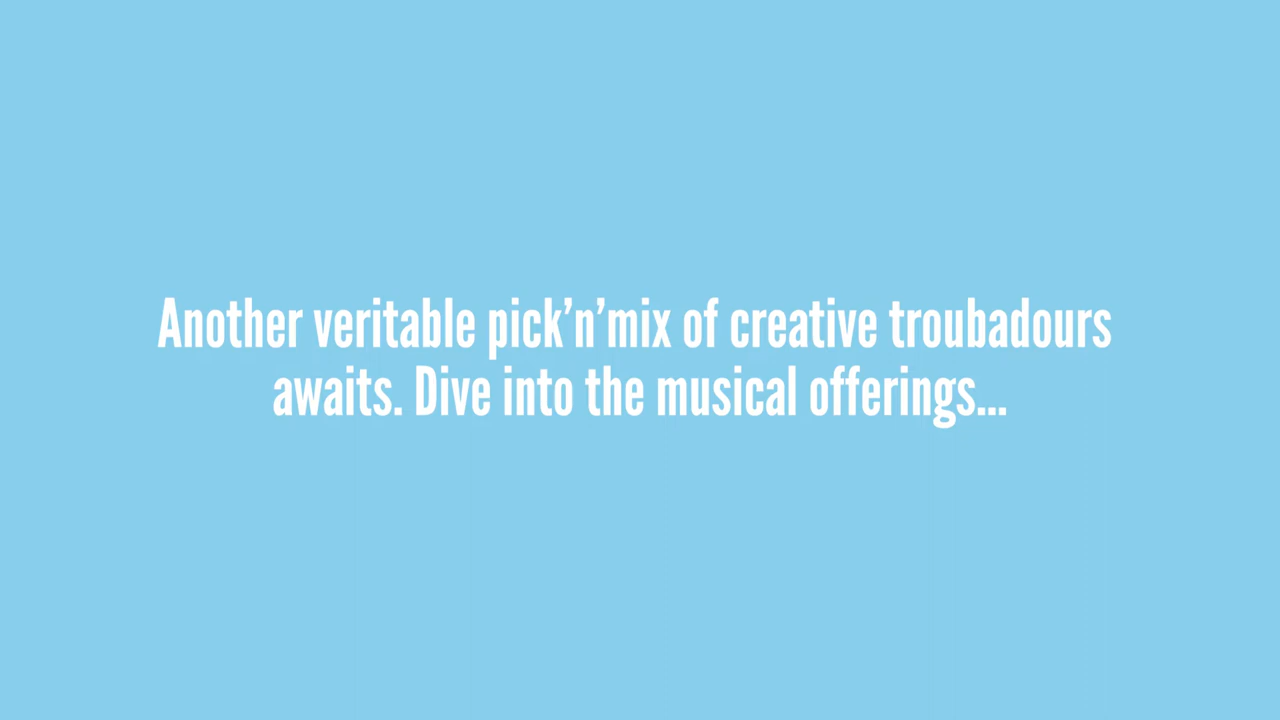 Another veritable pick’n’mix of creative troubadours
awaits. Dive into the musical offerings...